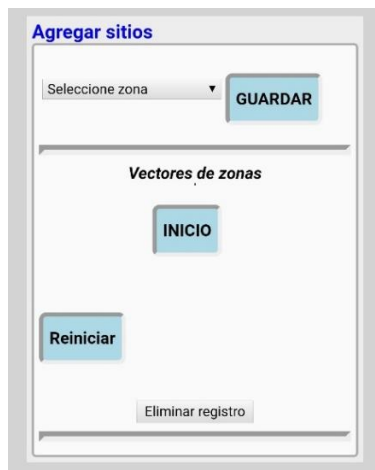 Agregar sitios
Seleccione zona
GUARDAR
Vectores de zonas
INICIO
Reiniciar
Eliminar registro